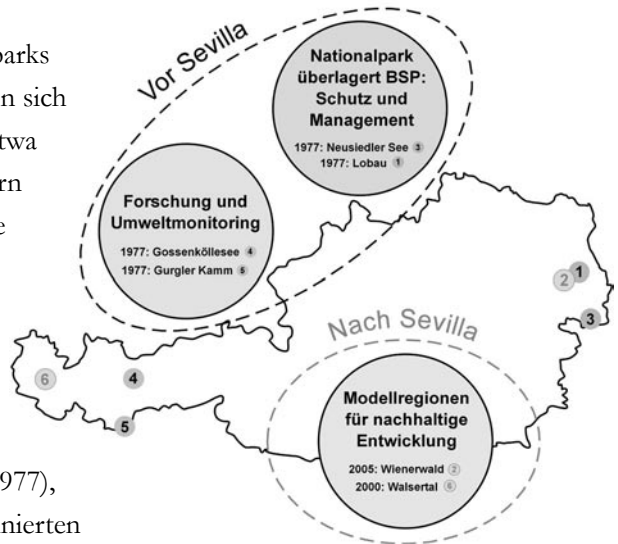 parks
n sich
twa
rn
e
977),
nierten
Vor Sevilla
Nationalpark
überlagert BSP:
Schutz und
Management
1977: Neusiedler See 3
1977: Lobau 1
Forschung und
Umweltmonitoring
1977: Gossenköllesee 4
1977: Gurgler Kamm 5
Nach Sevilla
Modellregionen
für nachhaltige
Entwicklung
2005: Wienerwald 2
2000: Walsertal 6
2 1
3
6
4
5